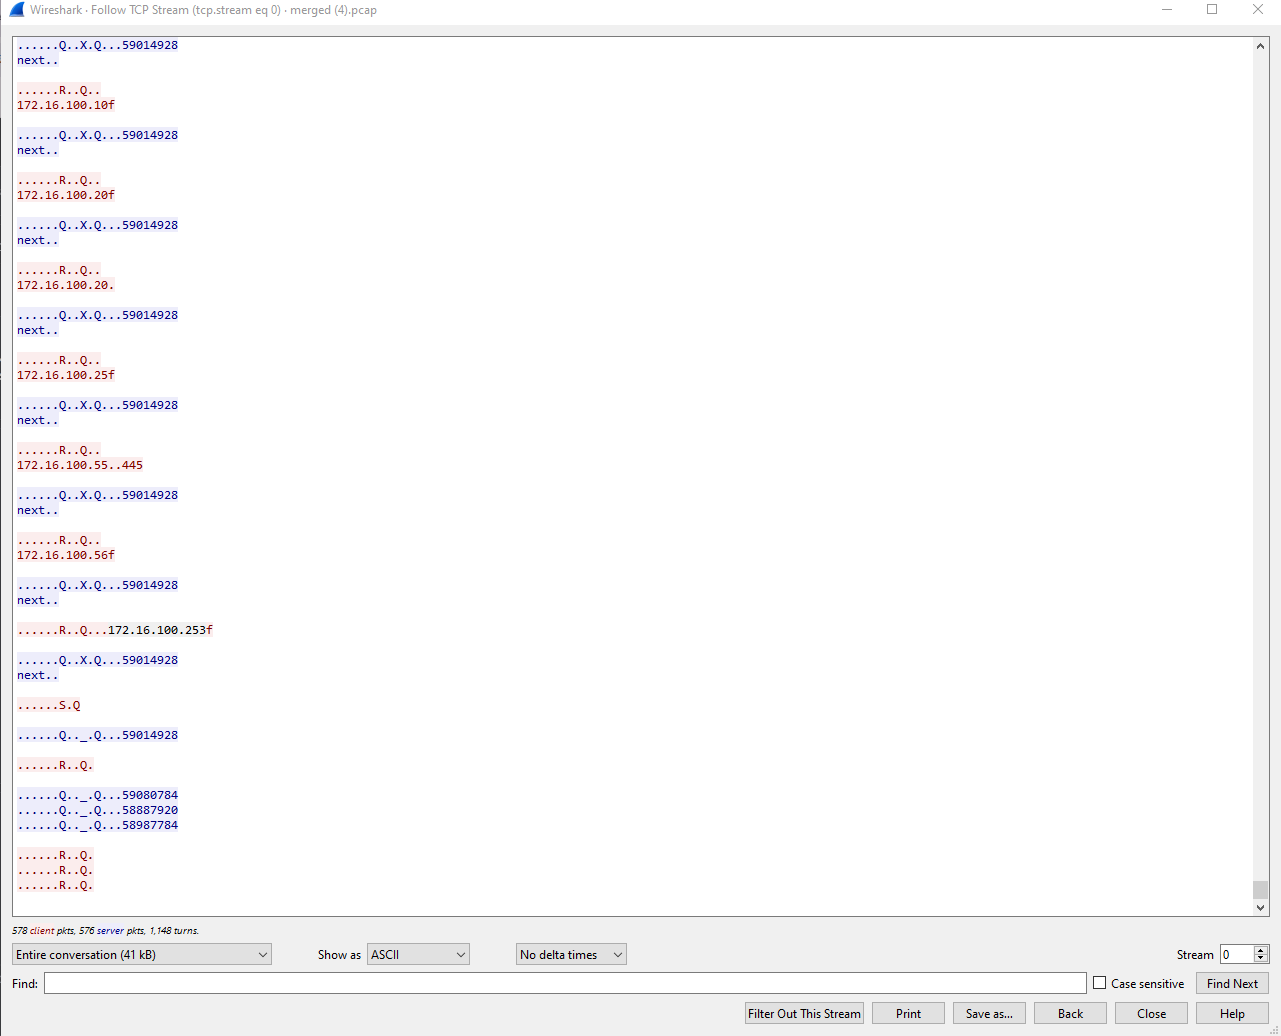 Wireshark · Follow TCP Stream (tcp.stream eq 0) · merged (4).pcap
......Q..X.Q...59014928
next..
......R..Q..
172.16.100.10f
......Q..X.Q...59014928
next..
......R..Q..
172.16.100.20f
......Q..X.Q...59014928
next..
......R..Q..
172.16.100.20.
......Q..X.Q...59014928
next..
......R..Q..
172.16.100.25f
......Q..X.Q...59014928
next..
......R..Q..
172.16.100.55..445
......Q..X.Q...59014928
next..
......R..Q..
172.16.100.56f
......Q..X.Q...59014928
next..
......R..Q...172.16.100.253f
......Q..X.Q...59014928
next..
......S.Q
......Q.._.Q...59014928
......R..Q.
......Q.._.Q...59080784
......Q.._.Q...58887920
......Q.._.Q...58987784
......R..Q.
......R..Q.
......R..Q.
578 client pkts, 576 server pkts, 1,148 turns.
Entire conversation (41 kB) Show as ASCII No delta times Stream 0
Find: Case sensitive Find Next
Filter Out This Stream Print Save as... Back Close Help